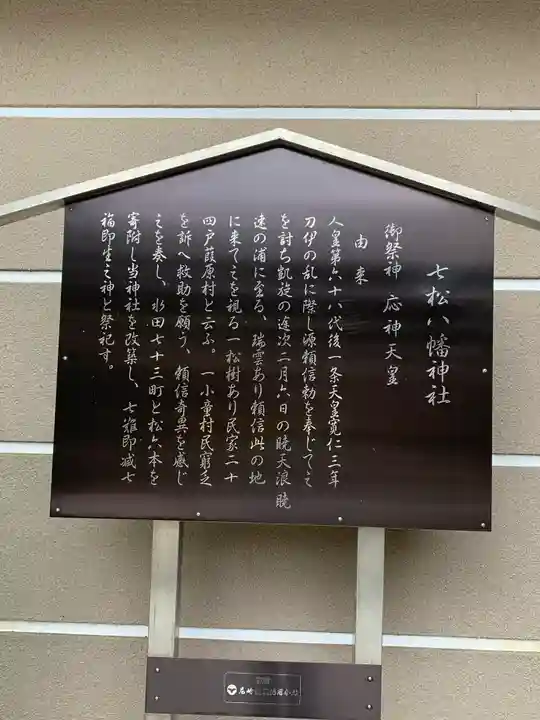 七松八幡神社
御祭神 応神天皇
由来
人皇第六十八代後一条天皇寛仁三年
刀伊の乱に際し源頼信勅を奉じてえ
を討ち凱旋の途次二月六日の暁天浪暁
速の浦に至る、瑞雲あり頼信此の地
に来てえを視る一松樹あり民家二十
四戸葭原村と云ふ。一小童村民窮乏
を訴へ救助を願う、頼信奇異を感じ
之を奏し、水田七十三町と松六本を
寄附し当神社を改築し、七難即滅七
福即生之神と祭祀す。
尼崎